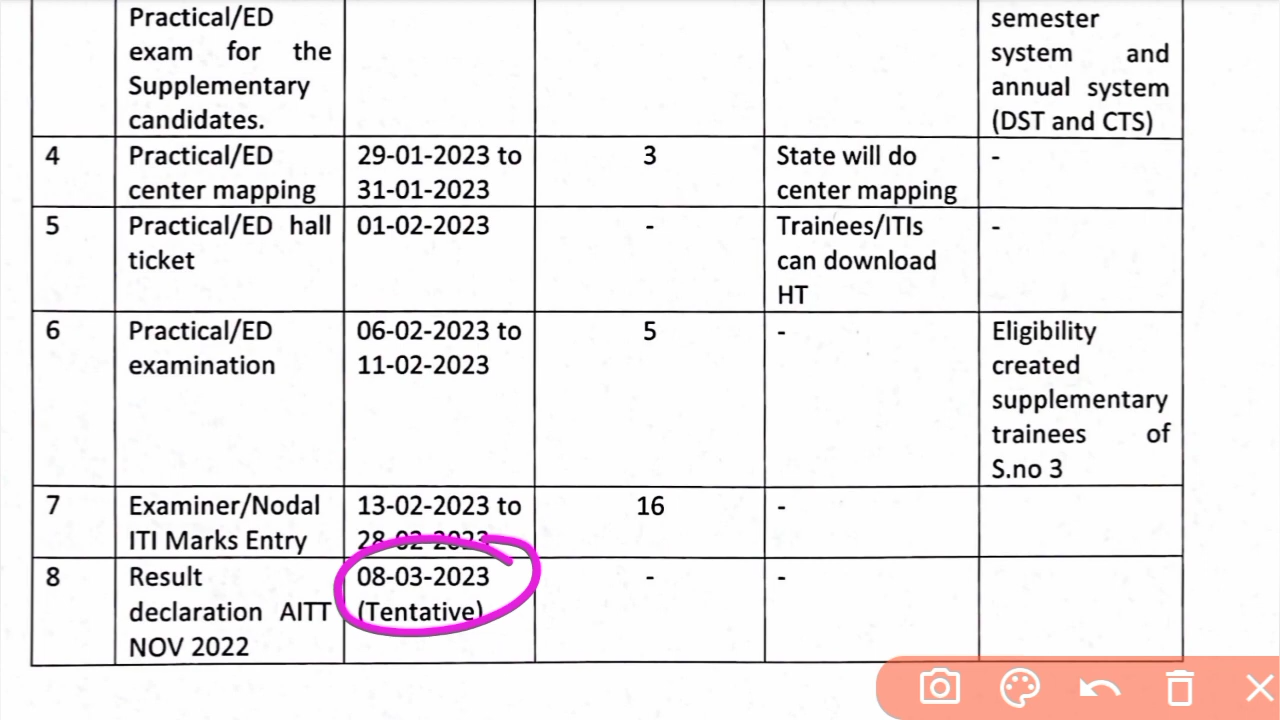 Practical/ED
exam for the
Supplementary
candidates.
semester
system and
annual system
(DST and CTS)
4
Practical/ED
center mapping
29-01-2023 to
31-01-2023
3
State will do
center mapping
-
5
Practical/ED hall
ticket
01-02-2023
-
Trainees/ITIs
can download
HT
-
6
Practical/ED
examination
06-02-2023 to
11-02-2023
5
-
Eligibility
created
supplementary
trainees of
S.no 3
7
Examiner/Nodal
ITI Marks Entry
13-02-2023 to
28-02-2023
16
-
8
Result
declaration AITT
NOV 2022
08-03-2023
(Tentative)
-
-